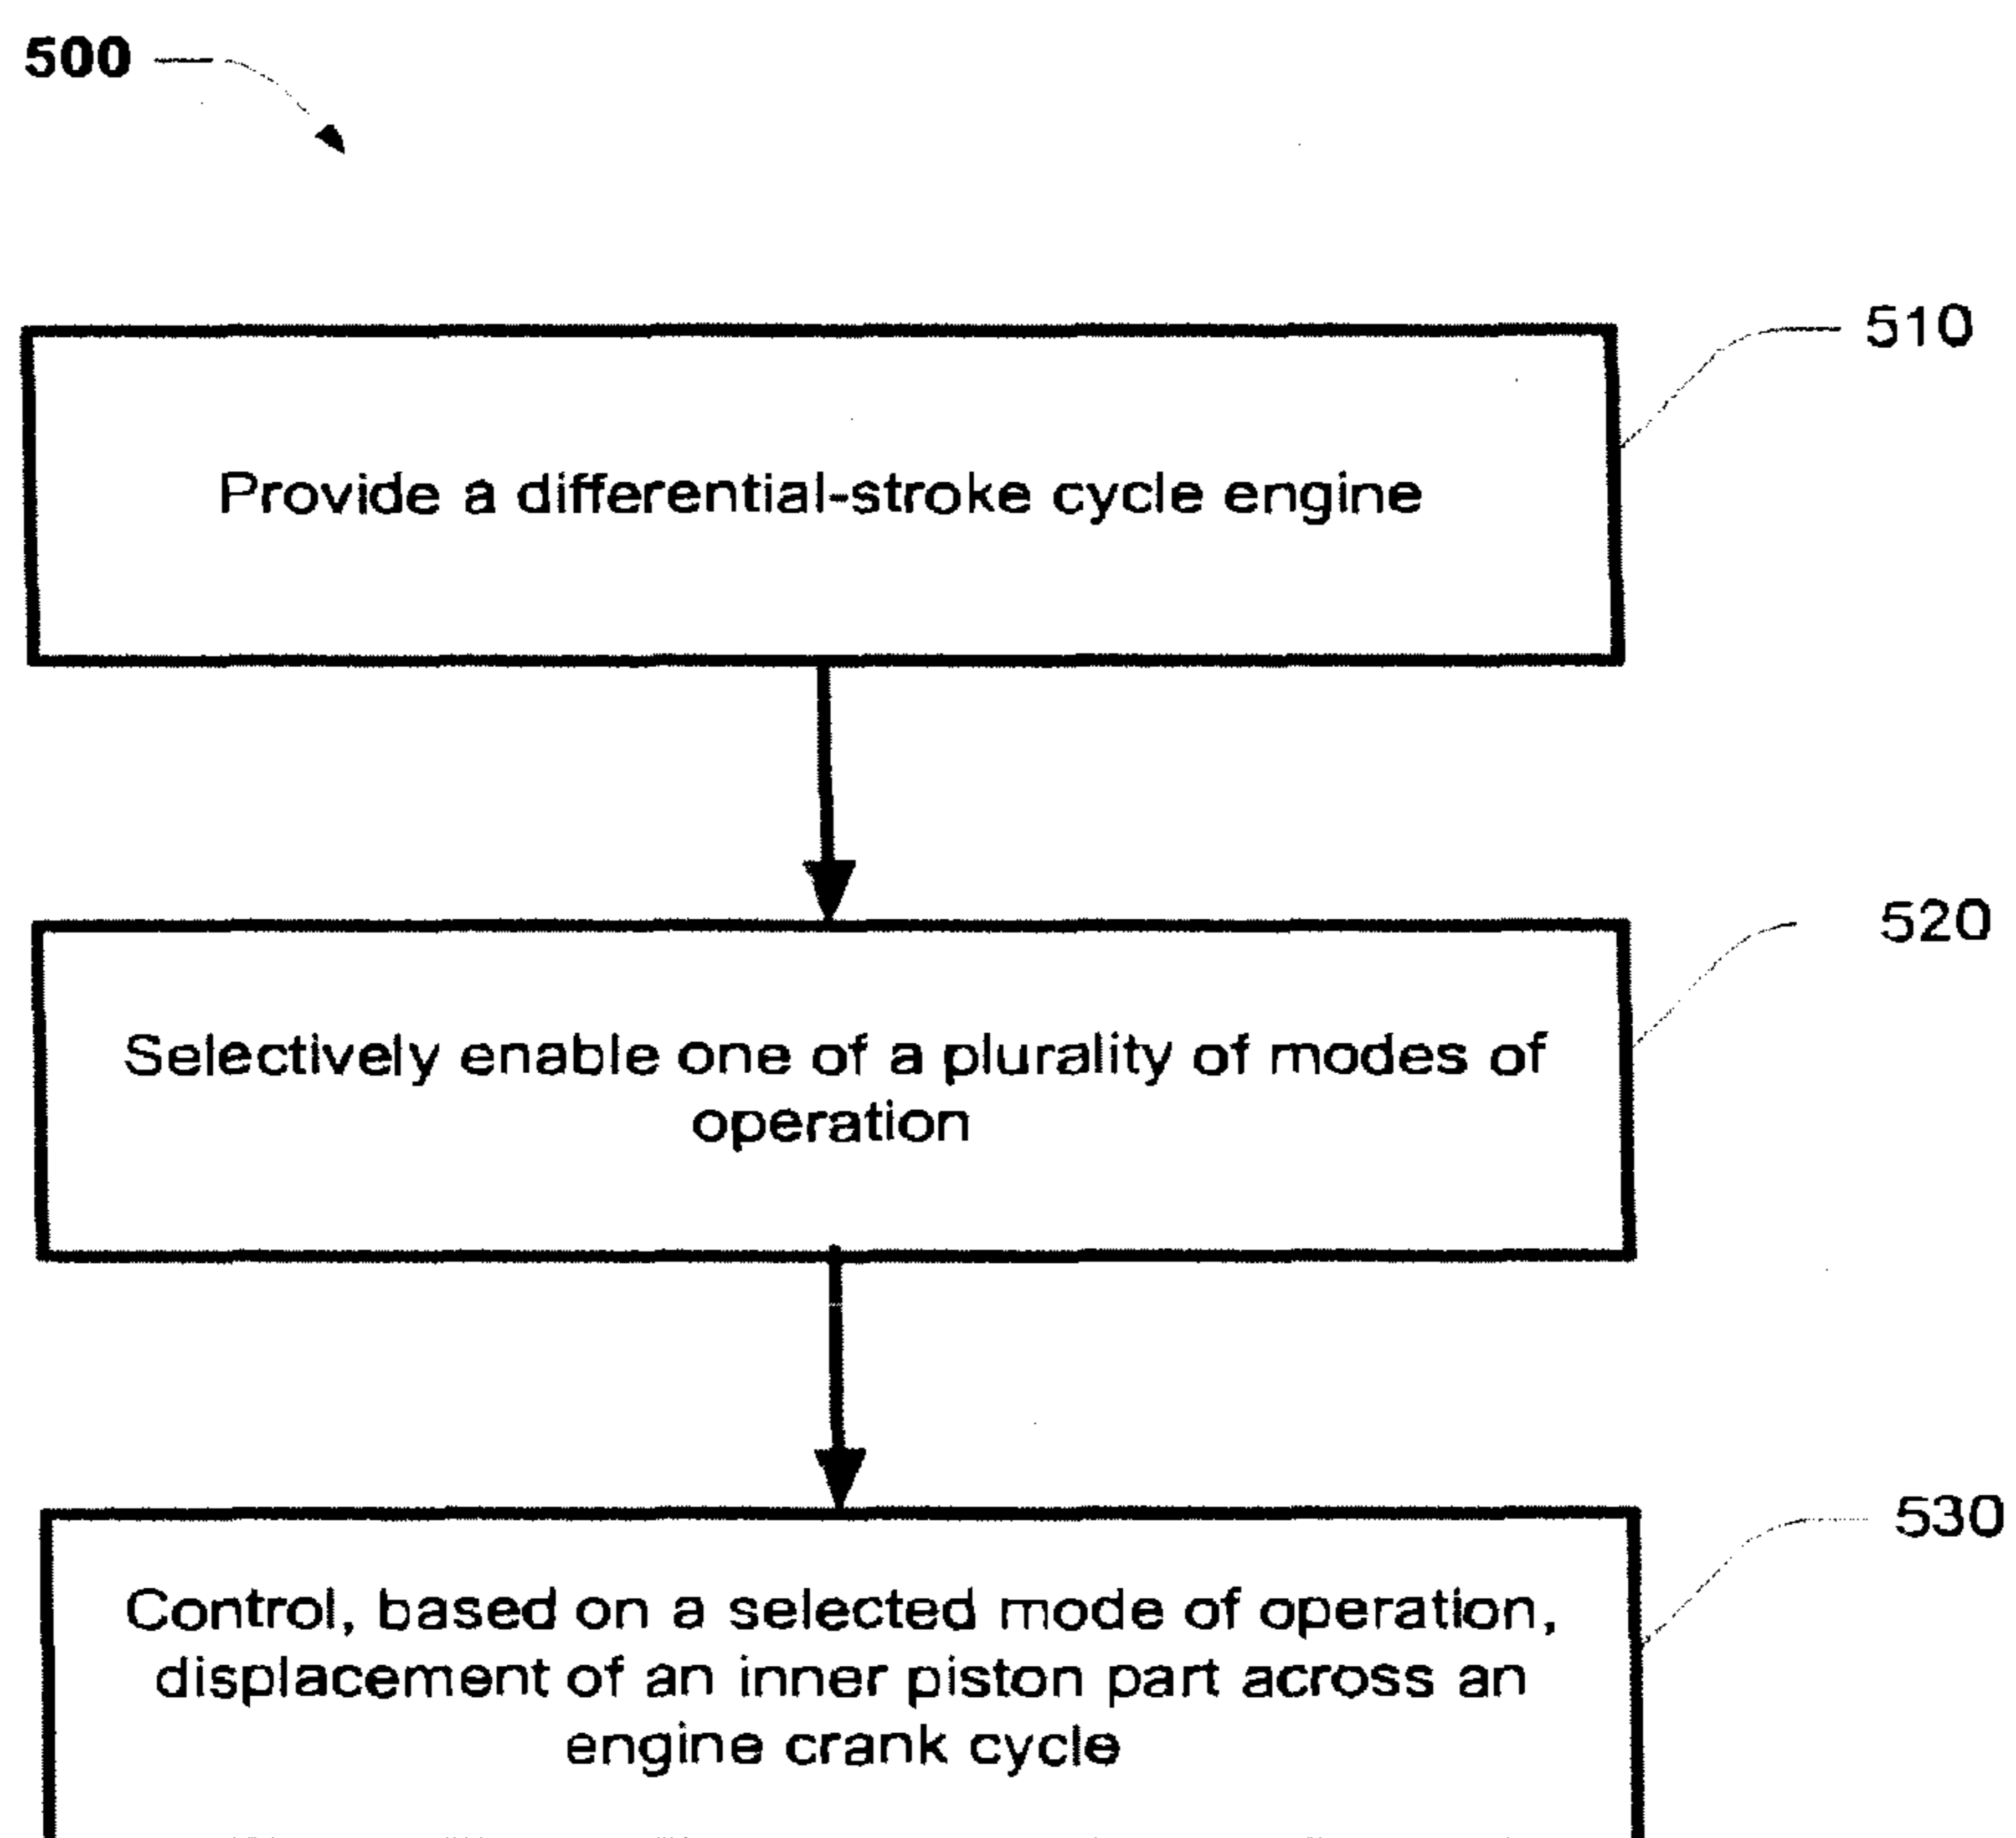 500
510
Provide a differential-stroke cycle engine
520
Selectively enable one of a plurality of modes of
operation
530
Control, based on a selected mode of operation,
displacement of an inner piston part across an
engine crank cycle